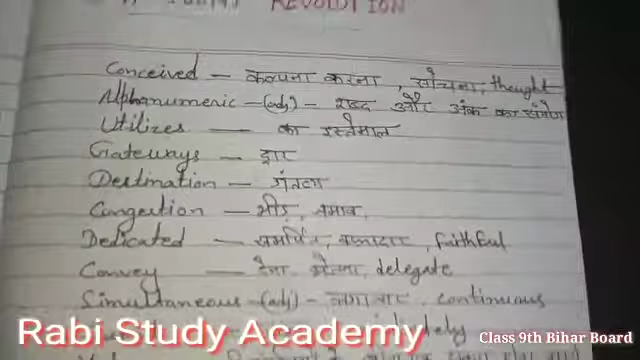 REVOLUTION
Conceived — कल्पना करना, सोचना, thought
Alphanumeric — (adj) — शब्द और अंक का संयोग
Utilizes — का इस्तेमाल
Gateways — द्वार
Destination — गंतव्य
Congestion — भीड़, जमाव,
Dedicated — समर्पित, वफादार, faithful
Convey — देना, भेजना, delegate
Simultaneous — (adj) — लगातार, continuous
Rabi Study Academy
Class 9th Bihar Board